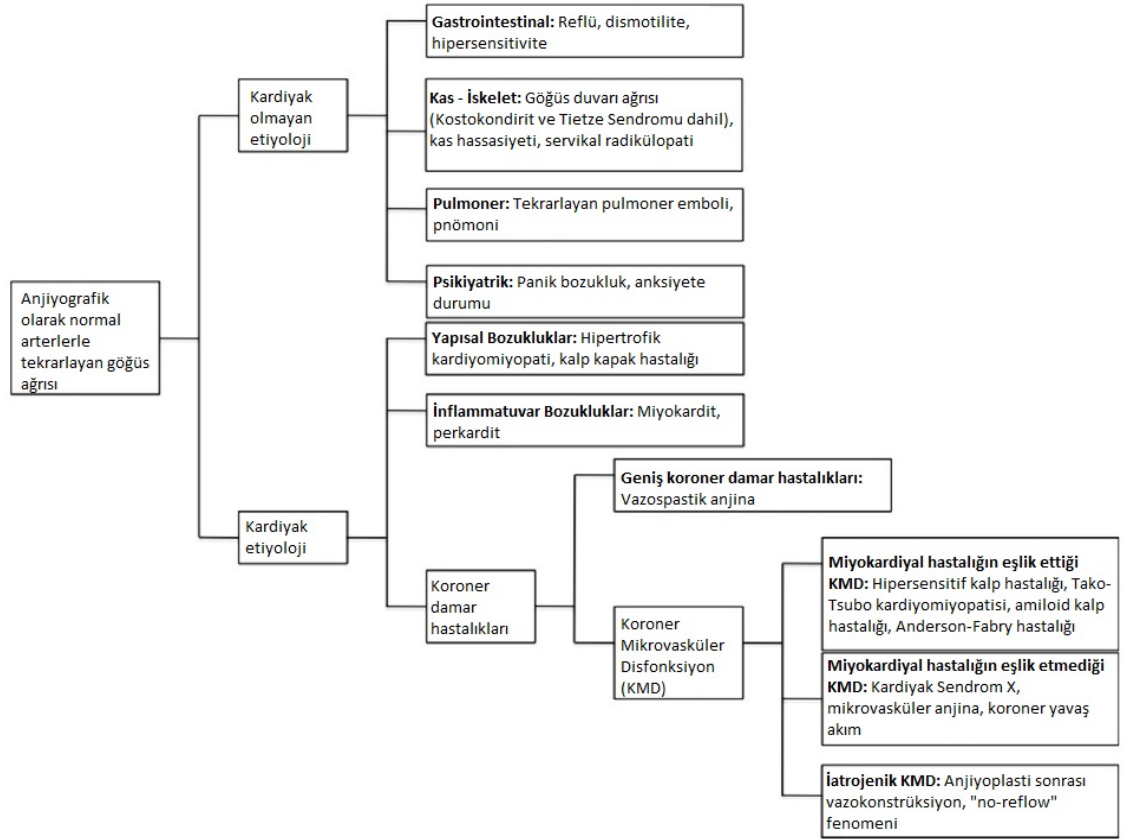 Gastrointestinal: Reflü, dismotilite,
hipersensitivite
Kardiyak
olmayan
etiyoloji
Kas - İskelet: Göğüs duvarı ağrısı
(Kostokondirit ve Tietze Sendromu dahil),
kas hassasiyeti, servikal radikülopati
Pulmoner: Tekrarlayan pulmoner emboli,
pnömoni
Psikiyatrik: Panik bozukluk, anksiyete
durumu
Anjiyografik
olarak normal
arterlerle
tekrarlayan göğüs
ağrısı
Yapısal Bozukluklar: Hipertrofik
kardiyomiyopati, kalp kapak hastalığı
İnflammatuvar Bozukluklar: Miyokardit,
perkardit
Kardiyak
etiyoloji
Geniş koroner damar hastalıkları:
Vazospastik anjina
Koroner
damar
hastalıkları
Koroner
Mikrovasküler
Disfonksiyon
(KMD)
Miyokardiyal hastalığın eşlik ettiği
KMD: Hipersensitif kalp hastalığı, Tako-
Tsubo kardiyomiyopatisi, amiloid kalp
hastalığı, Anderson-Fabry hastalığı
Miyokardiyal hastalığın eşlik etmediği
KMD: Kardiyak Sendrom X,
mikrovasküler anjina, koroner yavaş
akım
İatrojenik KMD: Anjiyoplasti sonrası
vazokonstrüksiyon, "no-reflow"
fenomeni